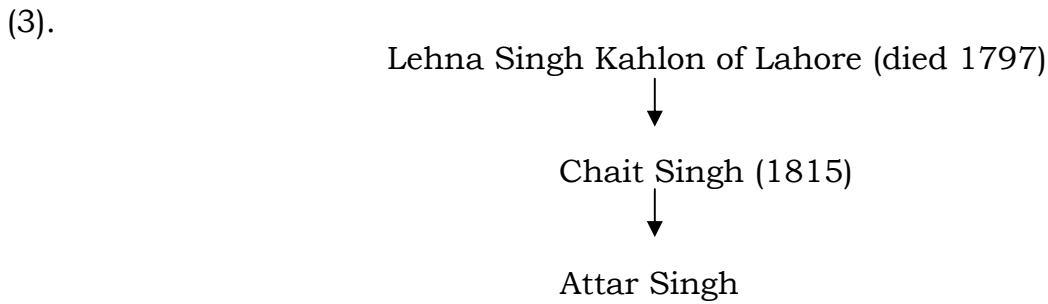 (3).
Lehna Singh Kahlon of Lahore (died 1797)
Chait Singh (1815)
Attar Singh